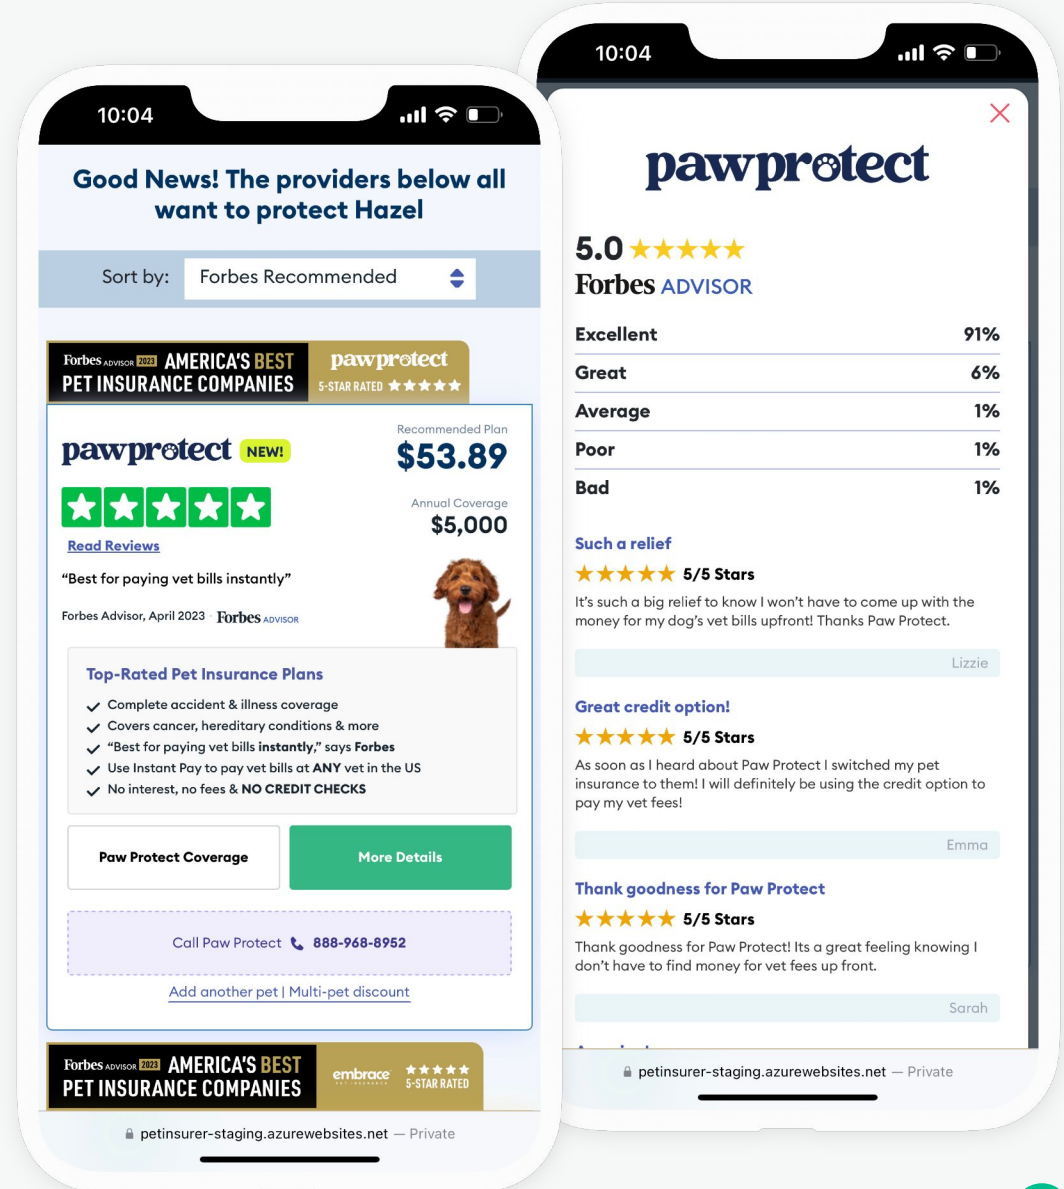 10:04
Good News! The providers below all
want to protect Hazel
Sort by: Forbes Recommended
Forbes ADVISOR 2023 AMERICA'S BEST
PET INSURANCE COMPANIES
pawprotect
5-STAR RATED
pawprotect NEW!
Recommended Plan
$53.89
Annual Coverage
$5,000
Read Reviews
“Best for paying vet bills instantly”
Forbes Advisor, April 2023 · Forbes ADVISOR
Top-Rated Pet Insurance Plans
Complete accident & illness coverage
Covers cancer, hereditary conditions & more
“Best for paying vet bills instantly,” says Forbes
Use Instant Pay to pay vet bills at ANY vet in the US
No interest, no fees & NO CREDIT CHECKS
Paw Protect Coverage
More Details
Call Paw Protect 888-968-8952
Add another pet | Multi-pet discount
Forbes ADVISOR 2023 AMERICA'S BEST
PET INSURANCE COMPANIES
embrace
PET INSURANCE
5-STAR RATED
petinsurer-staging.azurewebsites.net — Private
10:04
pawprotect
5.0
Forbes ADVISOR
Excellent 91%
Great 6%
Average 1%
Poor 1%
Bad 1%
Such a relief
5/5 Stars
It’s such a big relief to know I won’t have to come up with the
money for my dog’s vet bills upfront! Thanks Paw Protect.
Lizzie
Great credit option!
5/5 Stars
As soon as I heard about Paw Protect I switched my pet
insurance to them! I will definitely be using the credit option to
pay my vet fees!
Emma
Thank goodness for Paw Protect
5/5 Stars
Thank goodness for Paw Protect! Its a great feeling knowing I
don’t have to find money for vet fees up front.
Sarah
petinsurer-staging.azurewebsites.net — Private